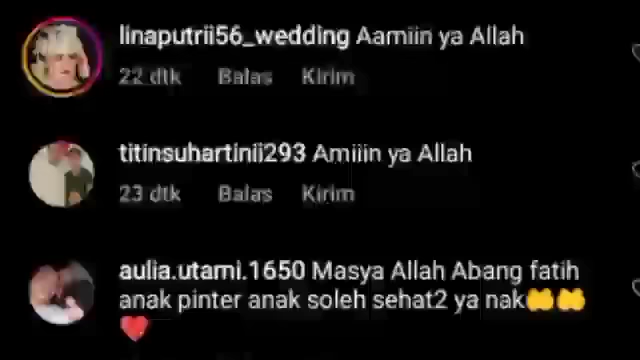 linaputrii56_wedding Aamiin ya Allah
22 dtk Balas Kirim
titinsuhartinii293 Amiiin ya Allah
23 dtk Balas Kirim
aulia.utami.1650 Masya Allah Abang fatih
anak pinter anak soleh sehat2 ya nak🤲🤲
❤️